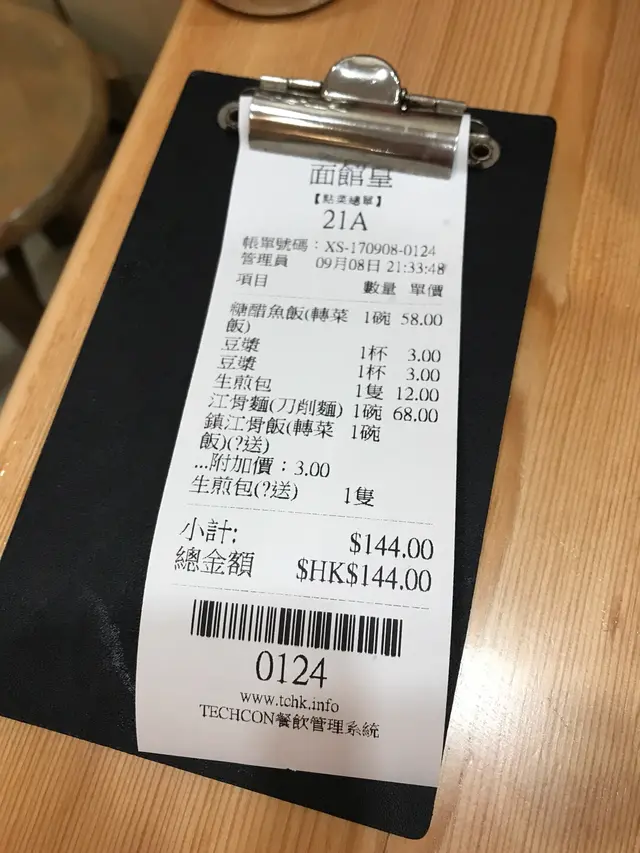 面館皇
【點菜總單】
21A
帳單號碼：XS-170908-0124
管理員 09月08日 21:33:48
項目 數量 單價
糖醋魚飯(轉菜 1碗 58.00
飯)
豆漿 1杯 3.00
豆漿 1杯 3.00
生煎包 1隻 12.00
江骨麵(刀削麵) 1碗 68.00
鎮江骨飯(轉菜 1碗
飯)(?送)
...附加價：3.00
生煎包(?送) 1隻
小計: $144.00
總金額 $HK$144.00
0124
www.tchk.info
TECHCON餐飲管理系統